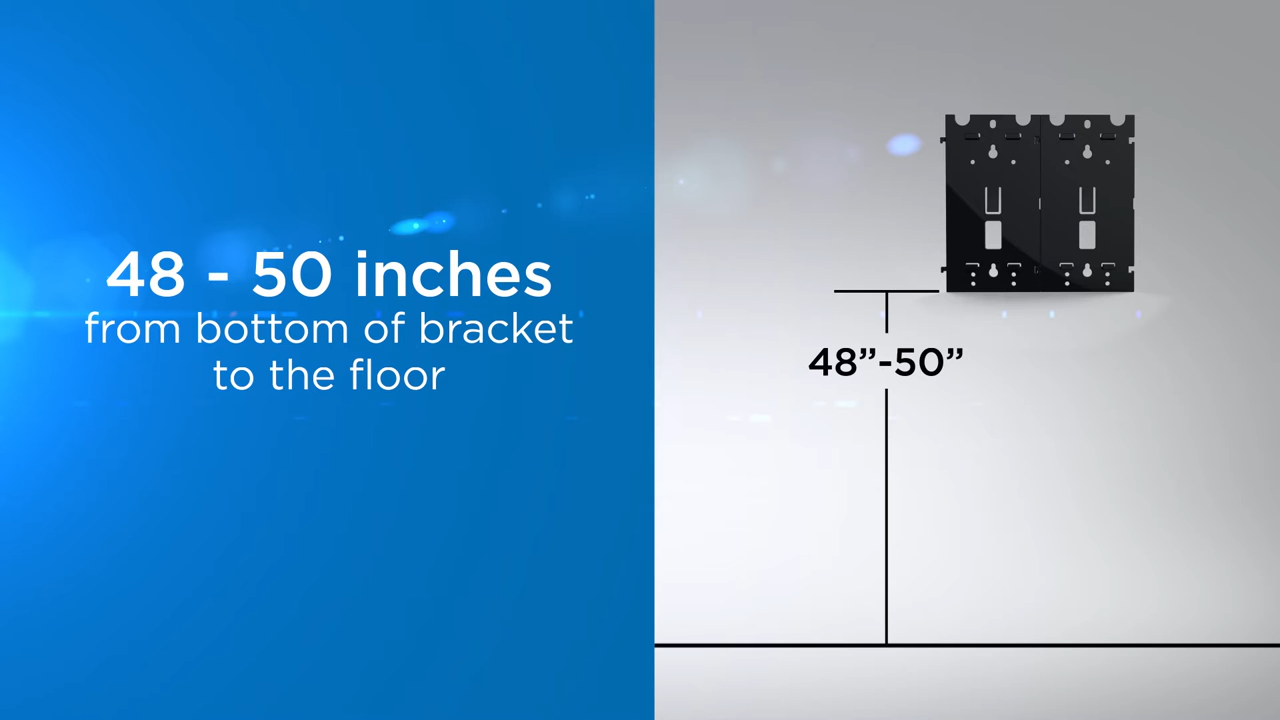 48 - 50 inches
from bottom of bracket
to the floor
48”-50”